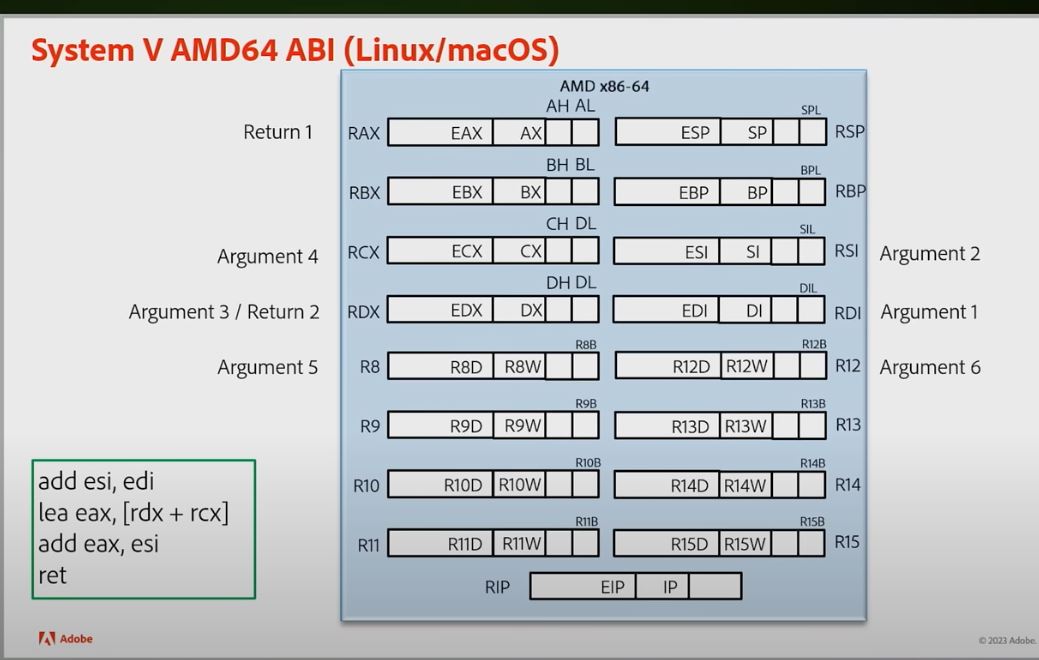 System V AMD64 ABI (Linux/macOS)
AMD x86-64
AH AL
SPL
Return 1 RAX EAX AX ESP SP RSP
BH BL
BPL
RBX EBX BX EBP BP RBP
CH DL
SIL
Argument 4 RCX ECX CX ESI SI RSI Argument 2
DH DL
DIL
Argument 3 / Return 2 RDX EDX DX EDI DI RDI Argument 1
R8B R12B
Argument 5 R8 R8D R8W R12D R12W R12 Argument 6
R9B R13B
R9 R9D R9W R13D R13W R13
R10B R14B
R10 R10D R10W R14D R14W R14
R11B R15B
R11 R11D R11W R15D R15W R15
RIP EIP IP
add esi, edi
lea eax, [rdx + rcx]
add eax, esi
ret
Adobe
© 2023 Adobe.